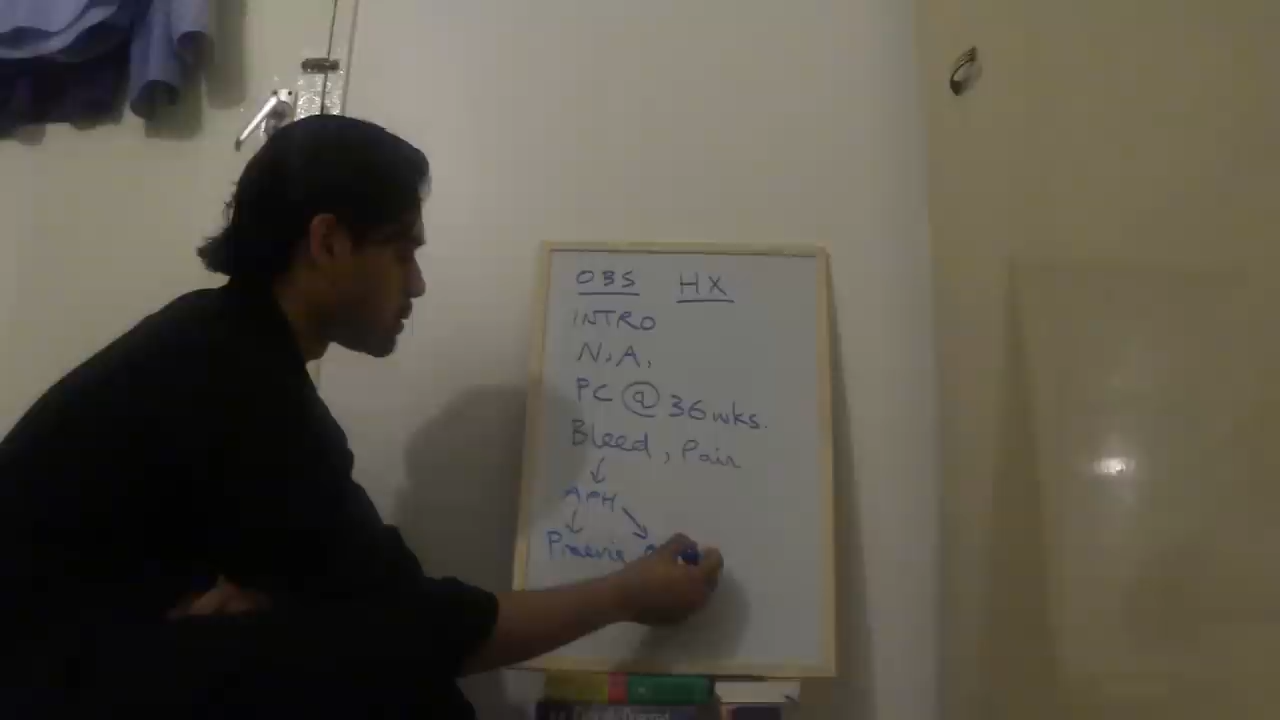 OBS HX
INTRO
N.A.
PC @ 36wks.
Bleed, Pain
APH
Praevia